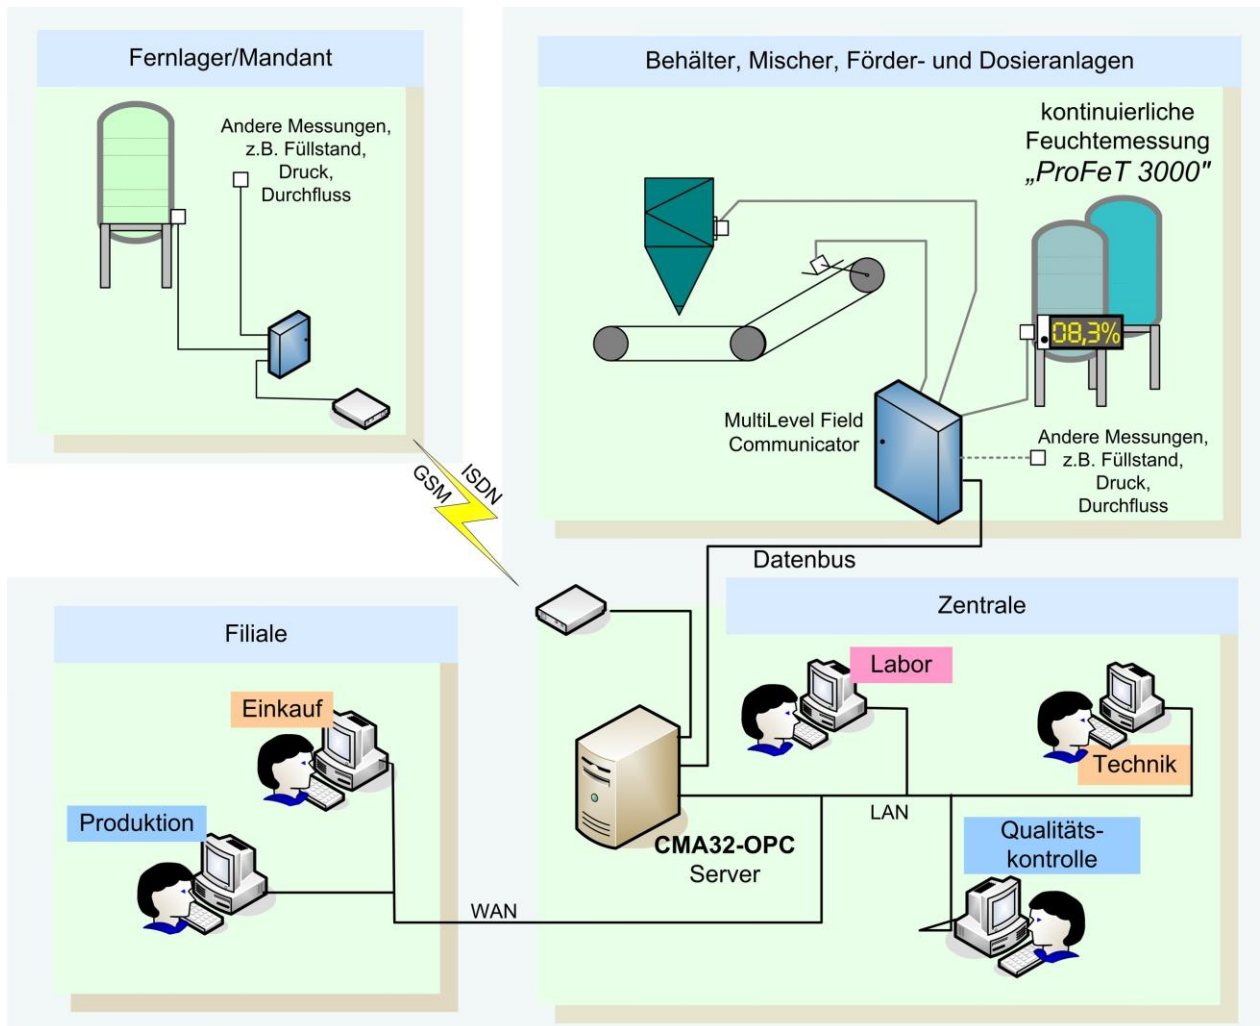 Fernlager/Mandant
Andere Messungen,
z.B. Füllstand,
Druck,
Durchfluss
Behälter, Mischer, Förder- und Dosieranlagen
kontinuierliche
Feuchtemessung
„ProFeT 3000"
08,3%
MultiLevel Field
Communicator
Andere Messungen,
z.B. Füllstand,
Druck,
Durchfluss
ISDN
GSM
Datenbus
Filiale
Einkauf
Produktion
WAN
Zentrale
Labor
Technik
LAN
CMA32-OPC
Server
Qualitäts-
kontrolle